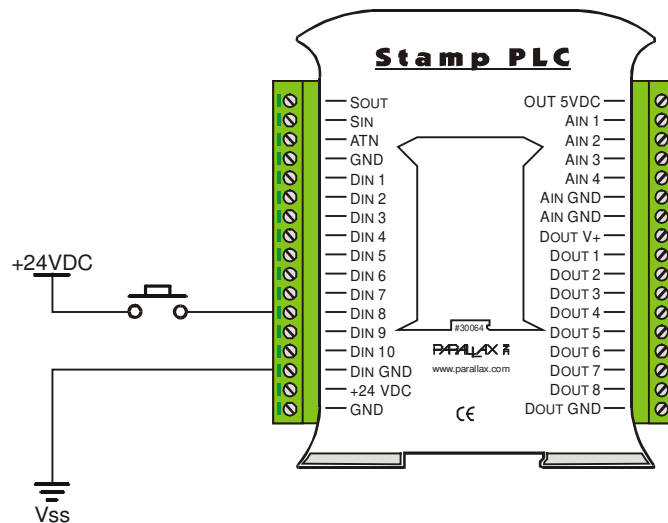 Stamp PLC
SOUT
SIN
ATN
GND
DIN 1
DIN 2
DIN 3
DIN 4
DIN 5
DIN 6
DIN 7
DIN 8
DIN 9
DIN 10
DIN GND
+24 VDC
GND
OUT 5VDC
AIN 1
AIN 2
AIN 3
AIN 4
AIN GND
AIN GND
DOUT V+
DOUT 1
DOUT 2
DOUT 3
DOUT 4
DOUT 5
DOUT 6
DOUT 7
DOUT 8
DOUT GND
#30064
PARALLAX
www.parallax.com
CE
+24VDC
Vss